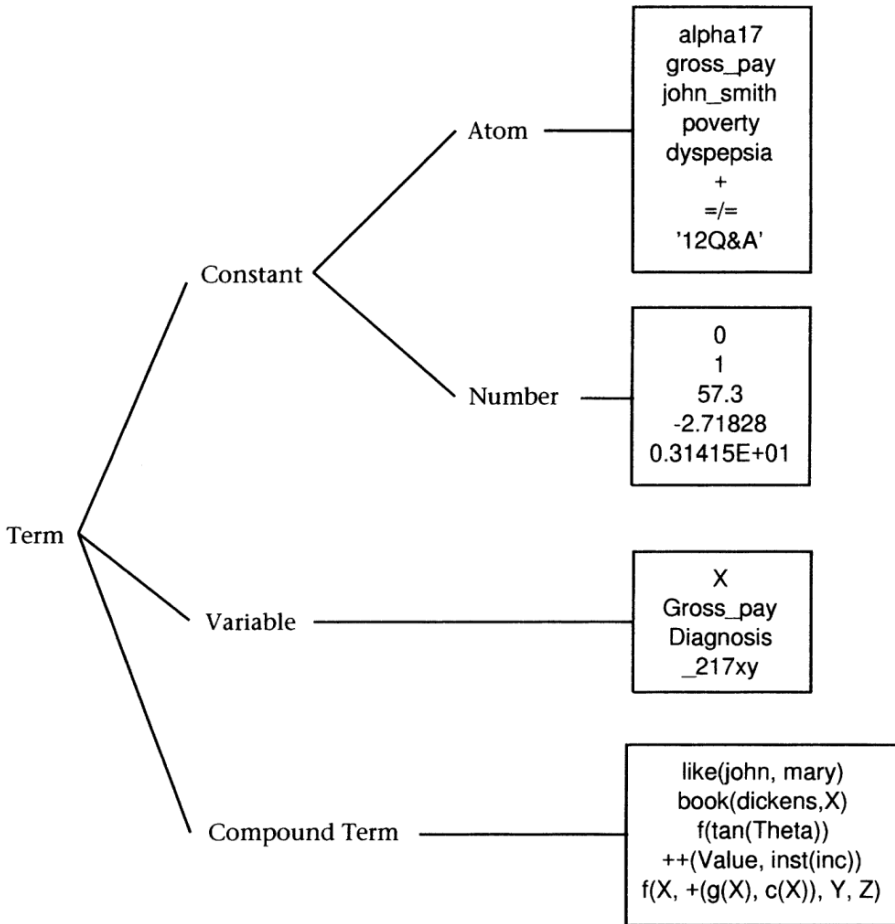 Term
Constant
Atom
alpha17
gross_pay
john_smith
poverty
dyspepsia
+
=/=
'12Q&A'
Number
0
1
57.3
-2.71828
0.31415E+01
Variable
X
Gross_pay
Diagnosis
_217xy
Compound Term
like(john, mary)
book(dickens,X)
f(tan(Theta))
++(Value, inst(inc))
f(X, +(g(X), c(X)), Y, Z)